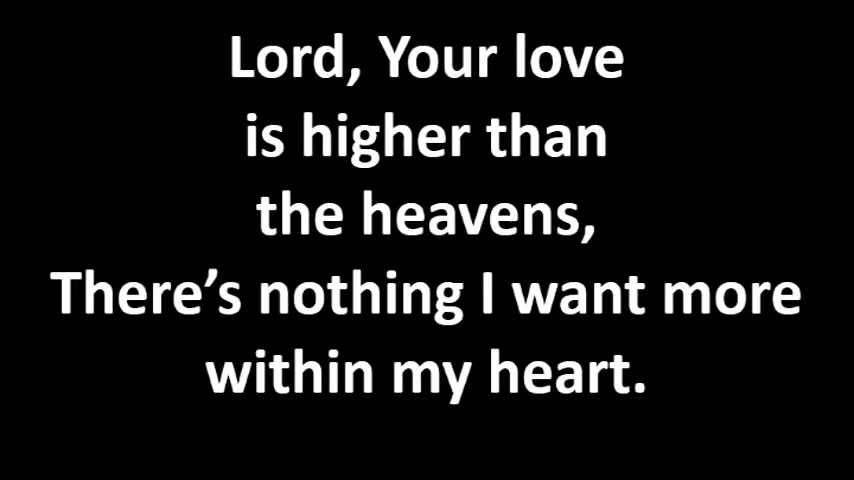 Lord, Your love
is higher than
the heavens,
There’s nothing I want more
within my heart.